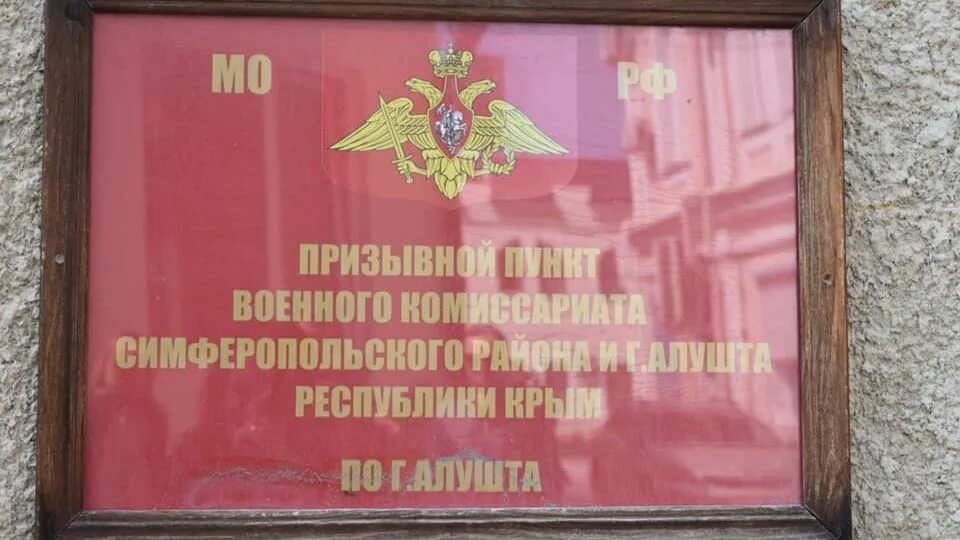 МО РФ
ПРИЗЫВНОЙ ПУНКТ
ВОЕННОГО КОМИССАРИАТА
СИМФЕРОПОЛЬСКОГО РАЙОНА И Г.АЛУШТА
РЕСПУБЛИКИ КРЫМ
ПО Г.АЛУШТА